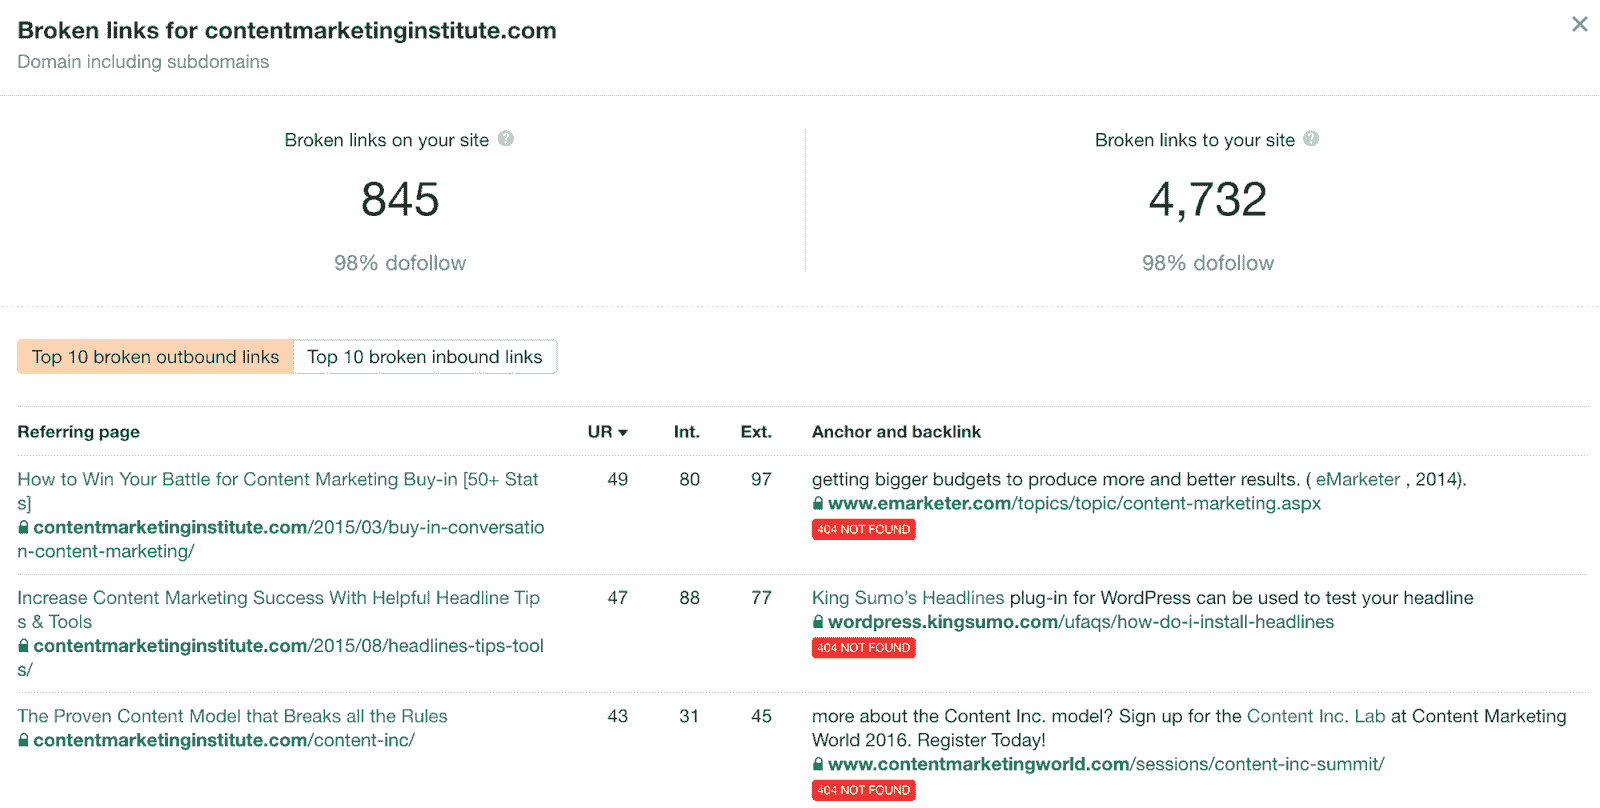 Broken links for contentmarketinginstitute.com
Domain including subdomains
Broken links on your site ?
Broken links to your site ?
845
4,732
98% dofollow
98% dofollow
Top 10 broken outbound links
Top 10 broken inbound links
Referring page UR Int. Ext. Anchor and backlink
How to Win Your Battle for Content Marketing Buy-in [50+ Stat
s]
contentmarketinginstitute.com/2015/03/buy-in-conversatio
n-content-marketing/
49 80 97
getting bigger budgets to produce more and better results. ( eMarketer , 2014).
www.emarketer.com/topics/topic/content-marketing.aspx
404 NOT FOUND
Increase Content Marketing Success With Helpful Headline Tip
s & Tools
contentmarketinginstitute.com/2015/08/headlines-tips-tool
s/
47 88 77
King Sumo's Headlines plug-in for WordPress can be used to test your headline
wordpress.kingsumo.com/ufaqs/how-do-i-install-headlines
404 NOT FOUND
The Proven Content Model that Breaks all the Rules
contentmarketinginstitute.com/content-inc/
43 31 45
more about the Content Inc. model? Sign up for the Content Inc. Lab at Content Marketing
World 2016. Register Today!
www.contentmarketingworld.com/sessions/content-inc-summit/
404 NOT FOUND